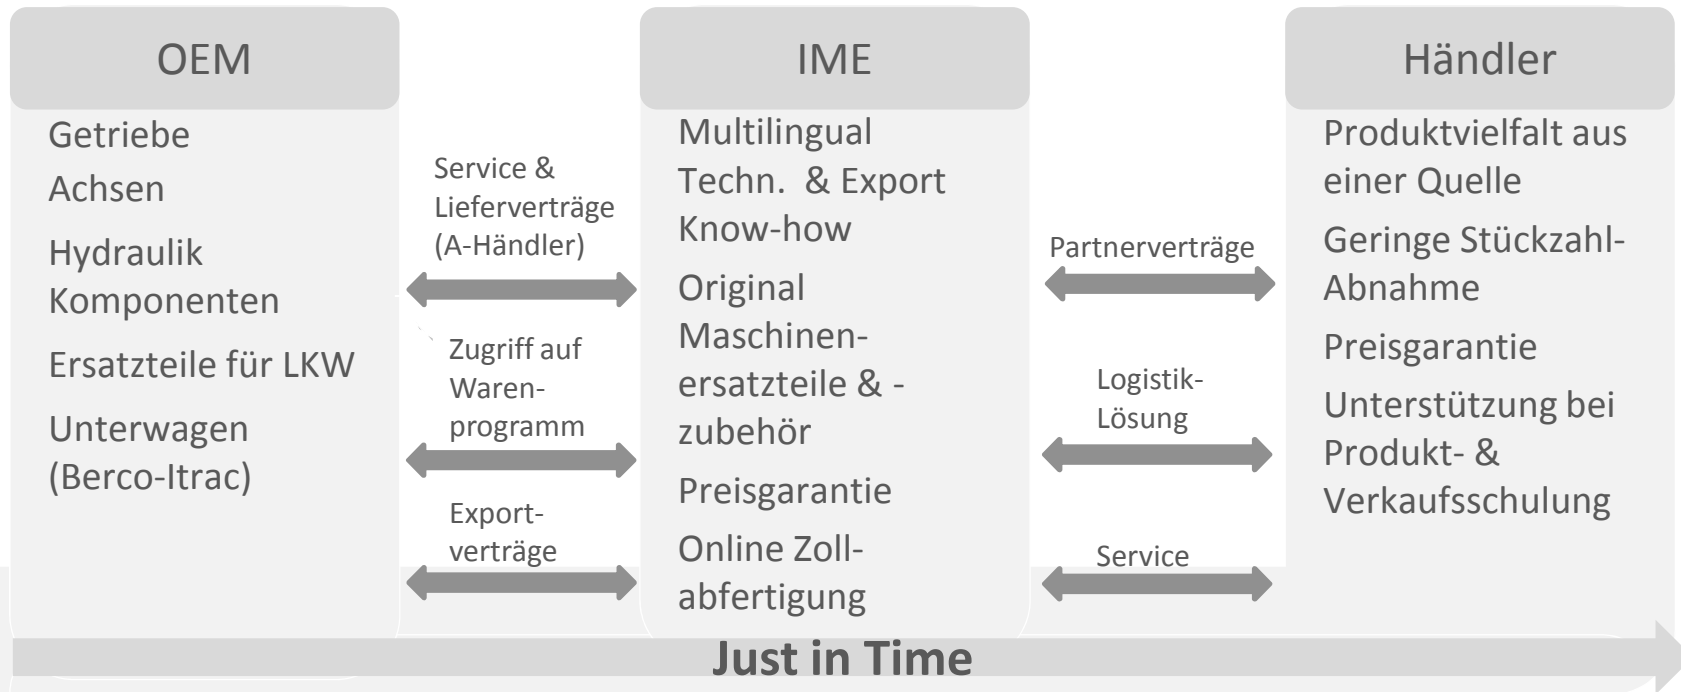 OEM
Getriebe
Achsen
Hydraulik
Komponenten
Ersatzteile für LKW
Unterwagen
(Berco-Itrac)
Service &
Lieferverträge
(A-Händler)
Zugriff auf
Waren-
programm
Export-
verträge
IME
Multilingual
Techn.  & Export
Know-how
Original
Maschinen-
ersatzteile & -
zubehör
Preisgarantie
Online Zoll-
abfertigung
Partnerverträge
Logistik-
Lösung
Service
Händler
Produktvielfalt aus
einer Quelle
Geringe Stückzahl-
Abnahme
Preisgarantie
Unterstützung bei
Produkt- &
Verkaufsschulung
Just in Time